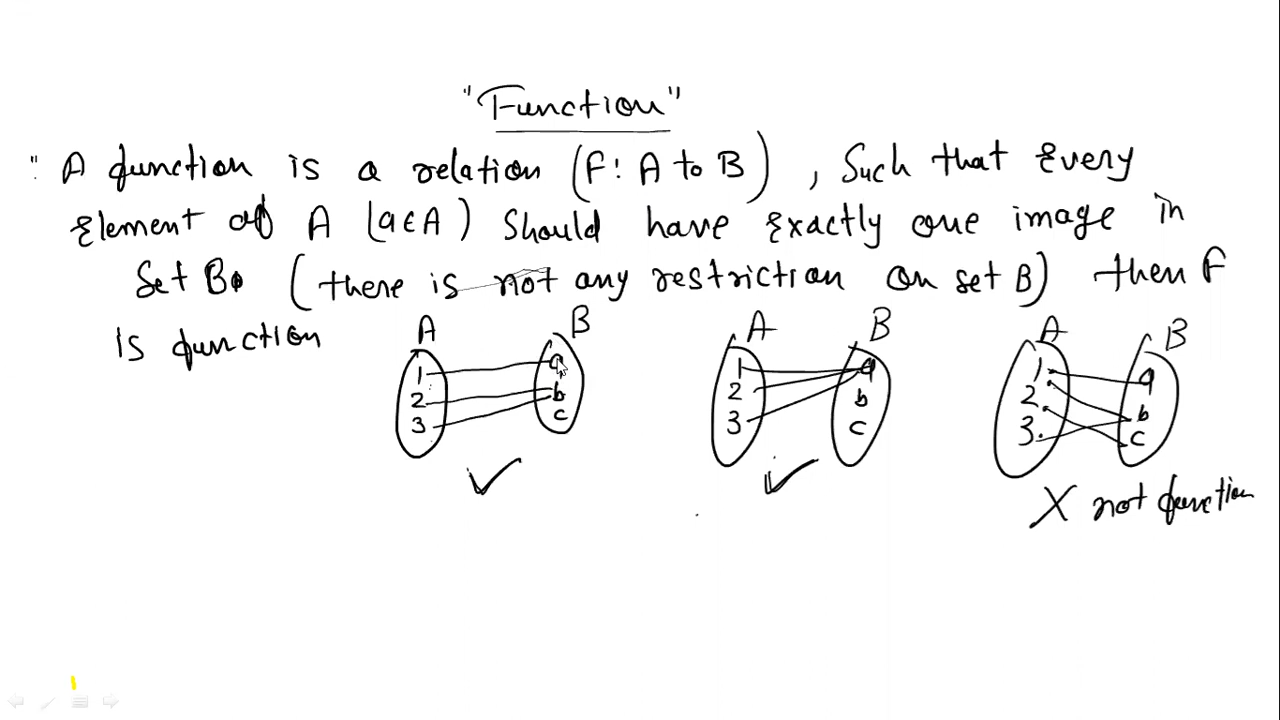 "Function"
" A function is a relation (F: A to B), Such that Every
Element of A (a∈A) Should have Exactly one image in
Set B. (there is not any restriction on set B) then F
is function
A B A B A B
1 a 1 a 1 a
2 b 2 b 2 b
3 c 3 c 3 c
✓ ✓ X not function